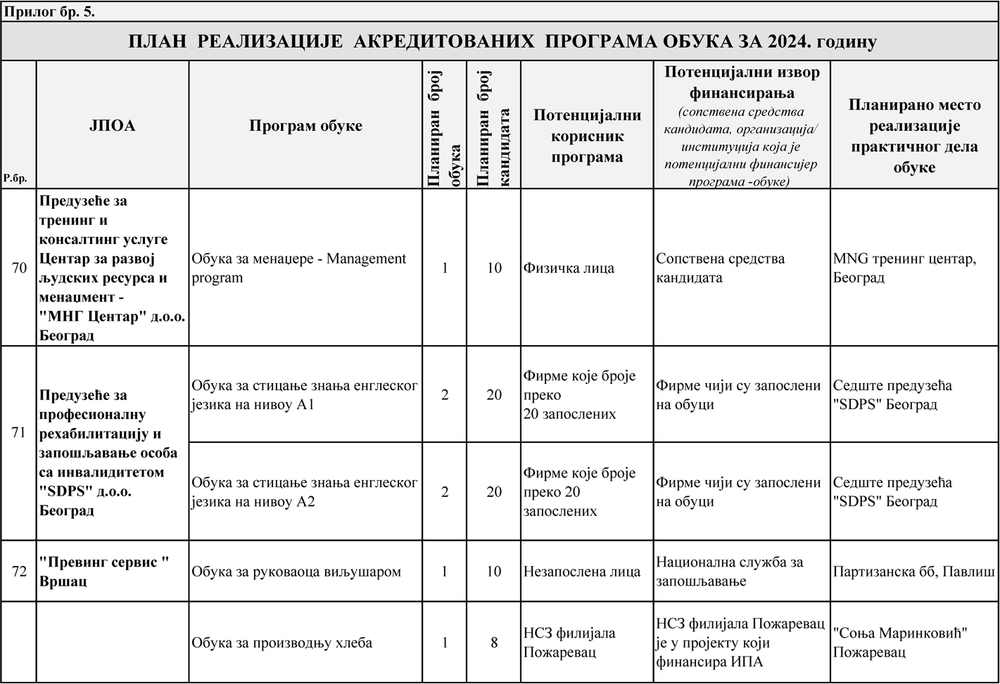 Прилог бр. 5.
ПЛАН РЕАЛИЗАЦИЈЕ АКРЕДИТОВАНИХ ПРОГРАМА ОБУКА ЗА 2024. годину
Р.бр.
ЈПОА
Програм обуке
Планиран број
обука
Планиран број
кандидата
Потенцијални
корисник
програма
Потенцијални извор
финансирања
(сопствена средства
кандидата, организација/
институција која је
потенцијални финансијер
програма -обуке)
Планирано место
реализације
практичног дела
обуке
70
Предузеће за
тренинг и
консалтинг услуге
Центар за развој
људских ресурса и
менаџмент -
"МНГ Центар" д.о.о.
Београд
Обука за менаџере - Management
program
1
10
Физичка лица
Сопствена средства
кандидата
MNG тренинг центар,
Београд
71
Предузеће за
професионалну
рехабилитацију и
запошљавање особа
са инвалидитетом
"SDPS" д.о.о.
Београд
Обука за стицање знања енглеског
језика на нивоу А1
2
20
Фирме које броје
преко
20 запослених
Фирме чији су запослени
на обуци
Седште предузећа
"SDPS" Београд
Обука за стицање знања енглеског
језика на нивоу А2
2
20
Фирме које броје
преко 20
запослених
Фирме чији су запослени
на обуци
Седште предузећа
"SDPS" Београд
72
"Превинг сервис "
Вршац
Обука за руковаоца виљушаром
1
10
Незапослена лица
Национална служба за
запошљавање
Партизанска бб, Павлиш
Обука за производњу хлеба
1
8
НСЗ филијала
Пожаревац
НСЗ филијала Пожаревац
је у пројекту који
финансира ИПА
"Соња Маринковић"
Пожаревац